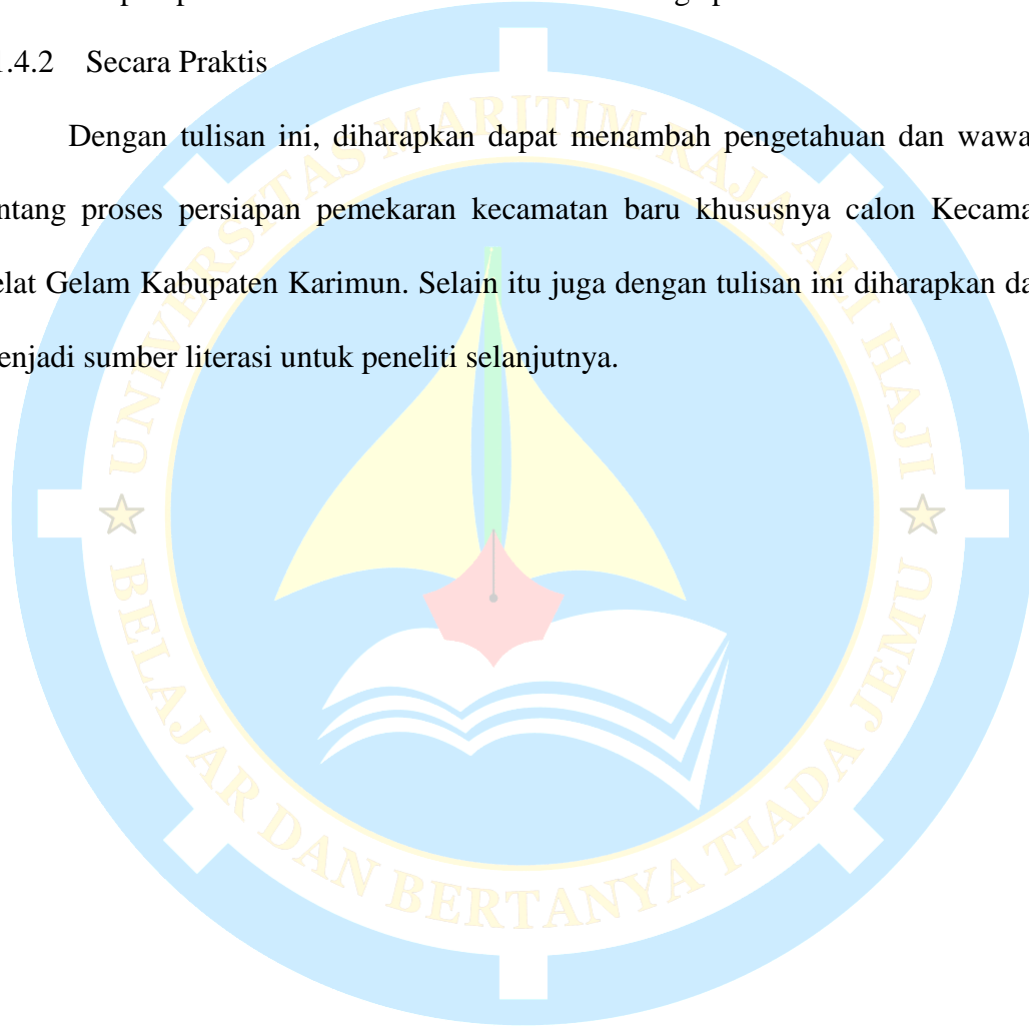 1.4.2 Secara Praktis
Dengan tulisan ini, diharapkan dapat menambah pengetahuan dan wawa
ntang proses persiapan pemekaran kecamatan baru khususnya calon Kecama
elat Gelam Kabupaten Karimun. Selain itu juga dengan tulisan ini diharapkan da
enjadi sumber literasi untuk peneliti selanjutnya.
UNIVERSITAS MARITIM RAJA ALI HAJI
BELAJAR DAN BERTANYA TIADA JEMU